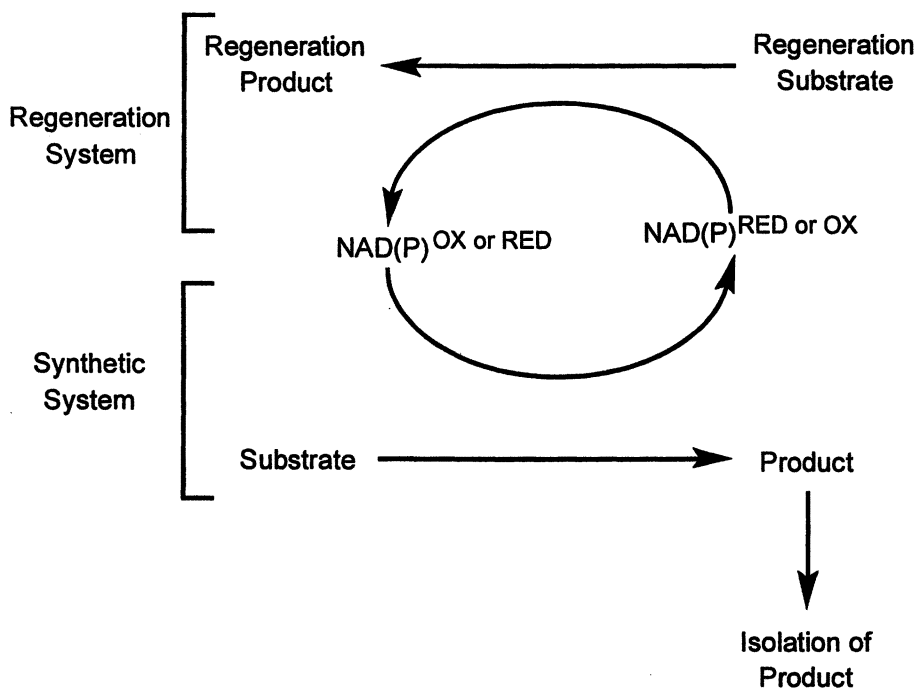 Regeneration
Product
Regeneration
Substrate
Regeneration
System
NAD(P) OX or RED
NAD(P) RED or OX
Synthetic
System
Substrate
Product
Isolation of
Product